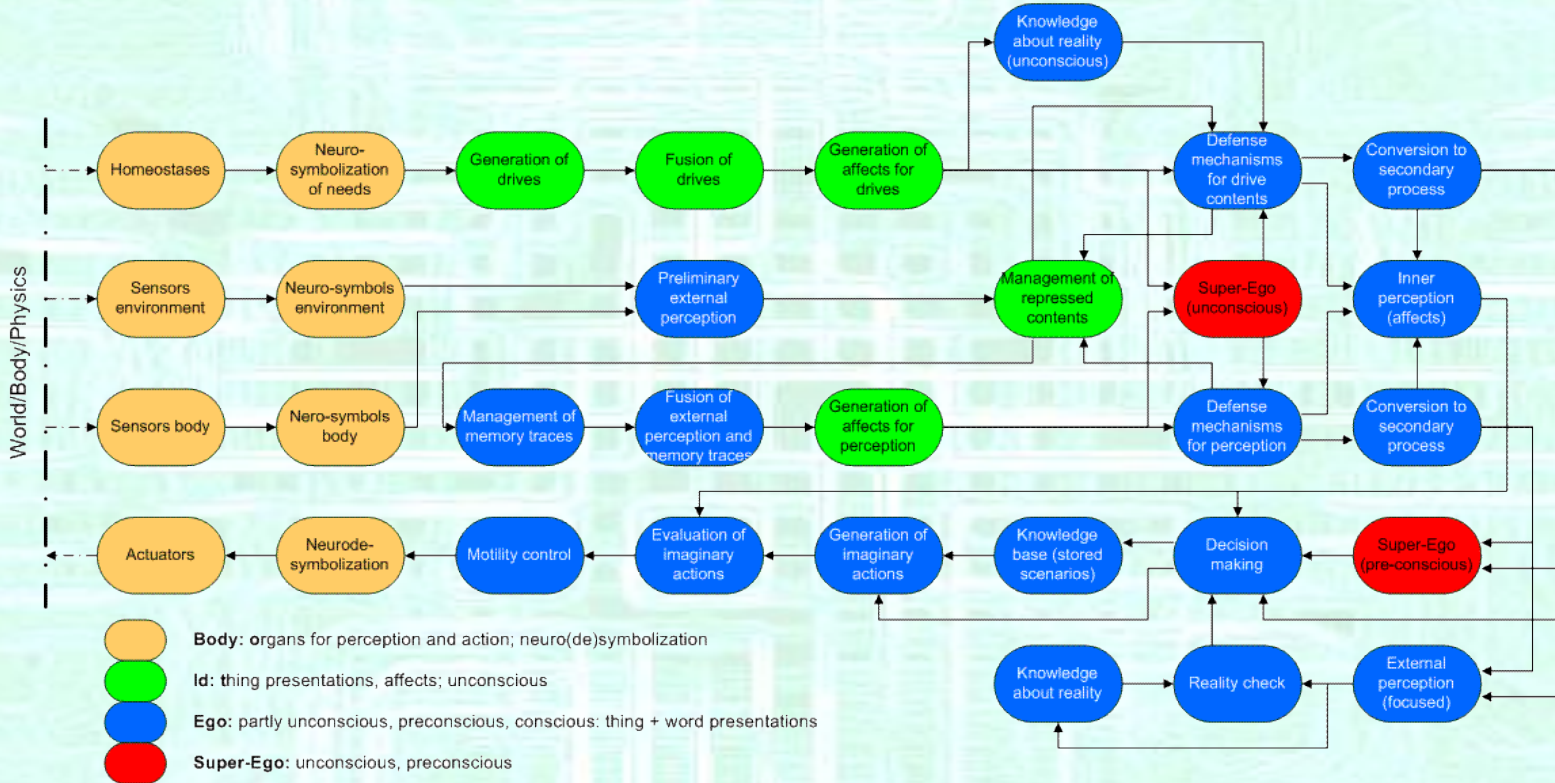 Knowledge
about reality
(unconscious)
Homeostases
Neuro-
symbolization
of needs
Generation of
drives
Fusion of
drives
Generation of
affects for
drives
Defense
mechanisms
for drive
contents
Conversion to
secondary
process
World/Body/Physics
Sensors
environment
Neuro-symbols
environment
Preliminary
external
perception
Management of
repressed
contents
Super-Ego
(unconscious)
Inner
perception
(affects)
Sensors body
Nero-symbols
body
Management of
memory traces
Fusion of
external
perception and
memory traces
Generation of
affects for
perception
Defense
mechanisms
for perception
Conversion to
secondary
process
Actuators
Neurode-
symbolization
Motility control
Evaluation of
imaginary
actions
Generation of
imaginary
actions
Knowledge
base (stored
scenarios)
Decision
making
Super-Ego
(pre-conscious)
Knowledge
about reality
Reality check
External
perception
(focused)
Body: organs for perception and action; neuro(de)symbolization
Id: thing presentations, affects; unconscious
Ego: partly unconscious, preconscious, conscious: thing + word presentations
Super-Ego: unconscious, preconscious